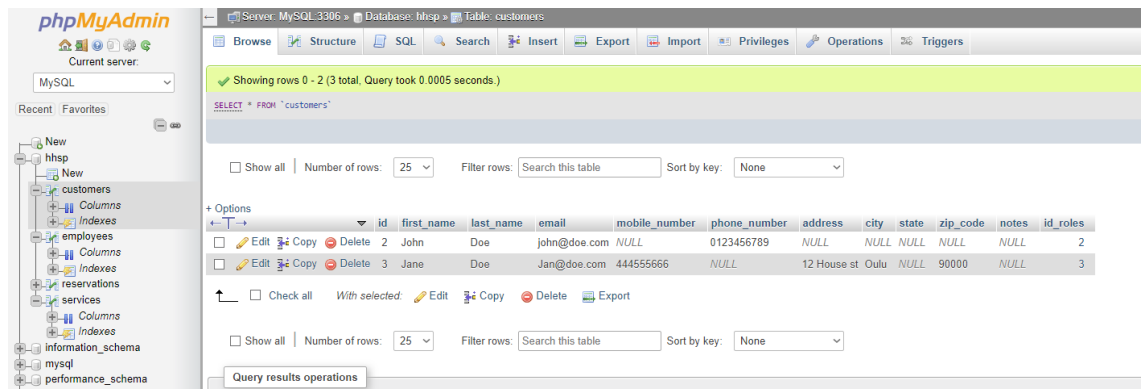 phpMyAdmin
Current server:
MySQL
Recent Favorites
New
hhsp
New
customers
Columns
Indexes
employees
Columns
Indexes
reservations
services
Columns
Indexes
information_schema
mysql
performance_schema
Server: MySQL:3306 » Database: hhsp » Table: customers
Browse Structure SQL Search Insert Export Import Privileges Operations Triggers
Showing rows 0 - 2 (3 total, Query took 0.0005 seconds.)
SELECT * FROM `customers`
Show all | Number of rows: 25 Filter rows: Search this table Sort by key: None
+ Options
←T→ id first_name last_name email mobile_number phone_number address city state zip_code notes id_roles
Edit Copy Delete 2 John Doe john@doe.com NULL 0123456789 NULL NULL NULL NULL NULL 2
Edit Copy Delete 3 Jane Doe Jan@doe.com 444555666 NULL 12 House st Oulu NULL 90000 NULL 3
Check all With selected: Edit Copy Delete Export
Show all | Number of rows: 25 Filter rows: Search this table Sort by key: None
Query results operations